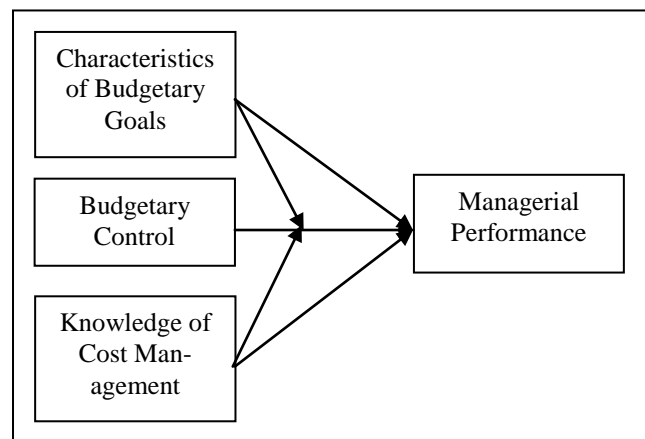 Characteristics
of Budgetary
Goals
Budgetary
Control
Knowledge of
Cost Man-
agement
Managerial
Performance